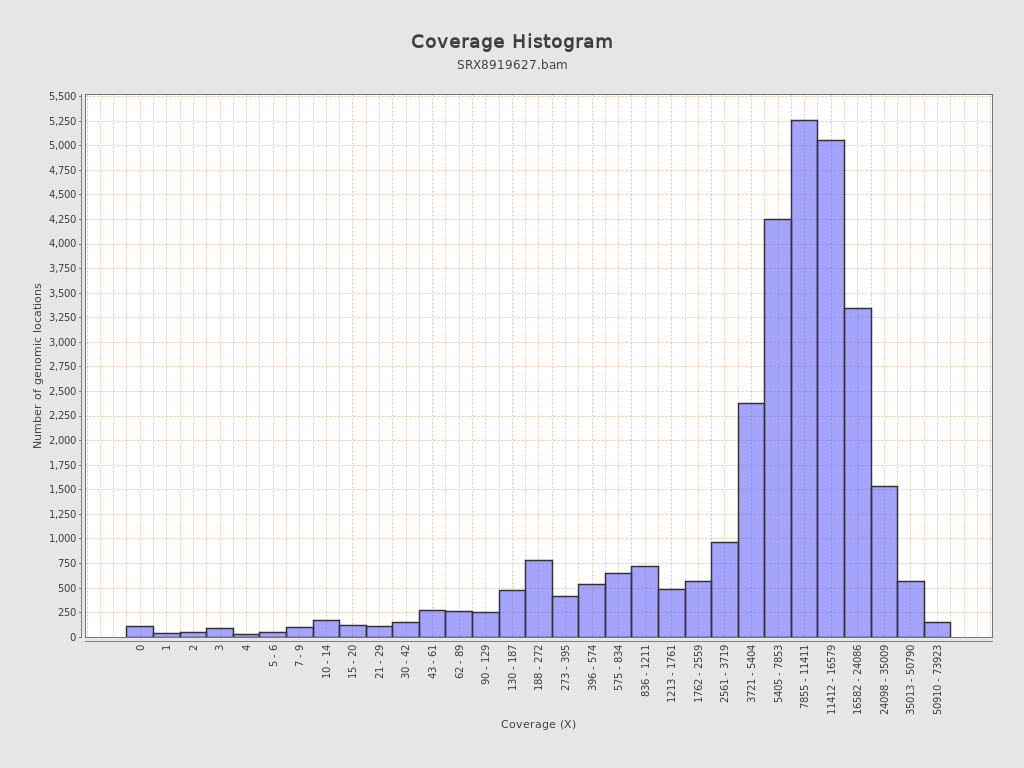 Coverage Histogram
SRX8919627.bam
5,500
5,250
5,000
4,750
4,500
4,250
4,000
3,750
3,500
3,250
3,000
2,750
2,500
2,250
2,000
1,750
1,500
1,250
1,000
750
500
250
0
Number of genomic locations
0
1
2
3
4
5 - 6
7 - 9
10 - 14
15 - 20
21 - 29
30 - 42
43 - 61
62 - 89
90 - 129
130 - 187
188 - 272
273 - 395
396 - 574
575 - 834
836 - 1211
1213 - 1761
1762 - 2559
2561 - 3719
3721 - 5404
5405 - 7853
7855 - 11411
11412 - 16579
16582 - 24086
24098 - 35009
35013 - 50790
50910 - 73923
Coverage (X)